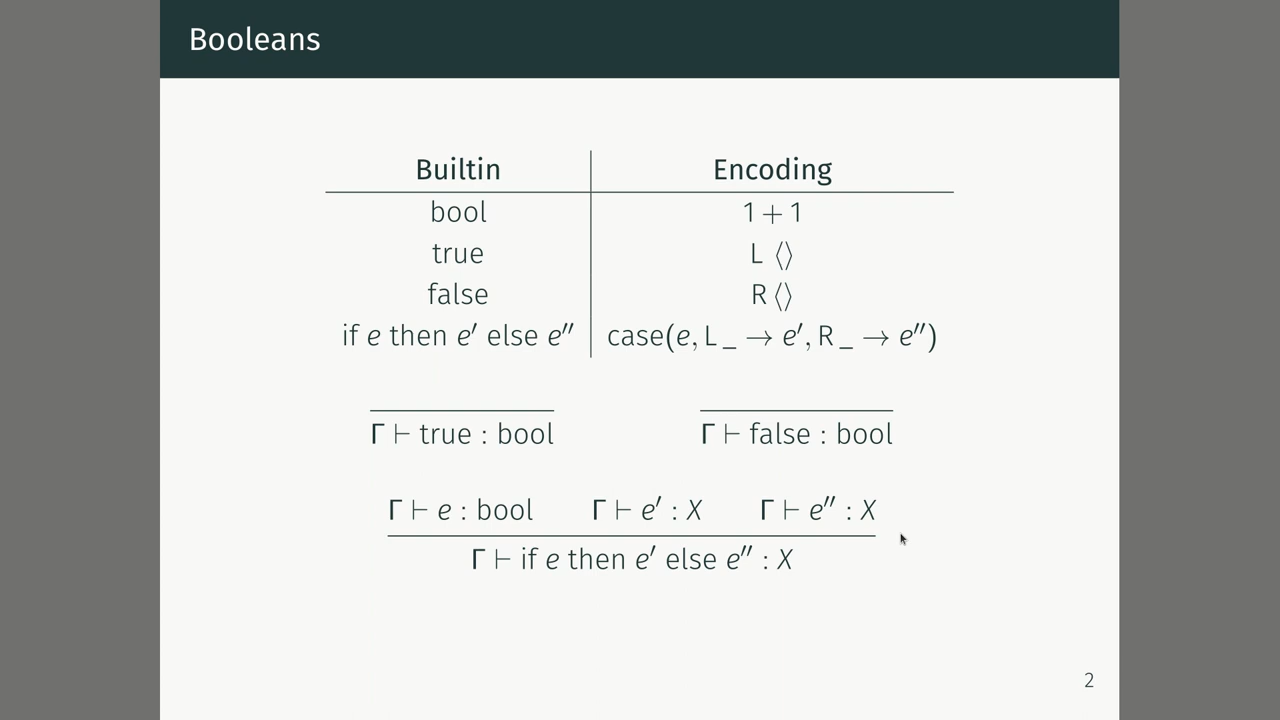 Booleans
Builtin Encoding
bool 1 + 1
true L ⟨⟩
false R ⟨⟩
if e then e′ else e″ case(e, L _ → e′, R _ → e″)
Γ ⊢ true : bool Γ ⊢ false : bool
Γ ⊢ e : bool Γ ⊢ e′ : X Γ ⊢ e″ : X
Γ ⊢ if e then e′ else e″ : X
2